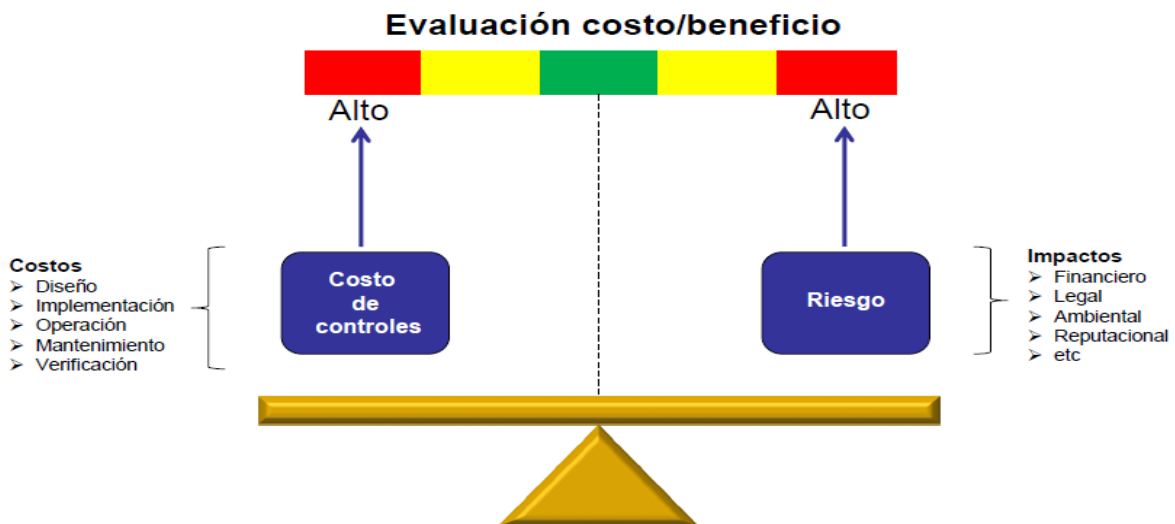 Evaluación costo/beneficio
Alto
Alto
Costos
➢ Diseño
➢ Implementación
➢ Operación
➢ Mantenimiento
➢ Verificación
Costo
de
controles
Riesgo
Impactos
➢ Financiero
➢ Legal
➢ Ambiental
➢ Reputacional
➢ etc